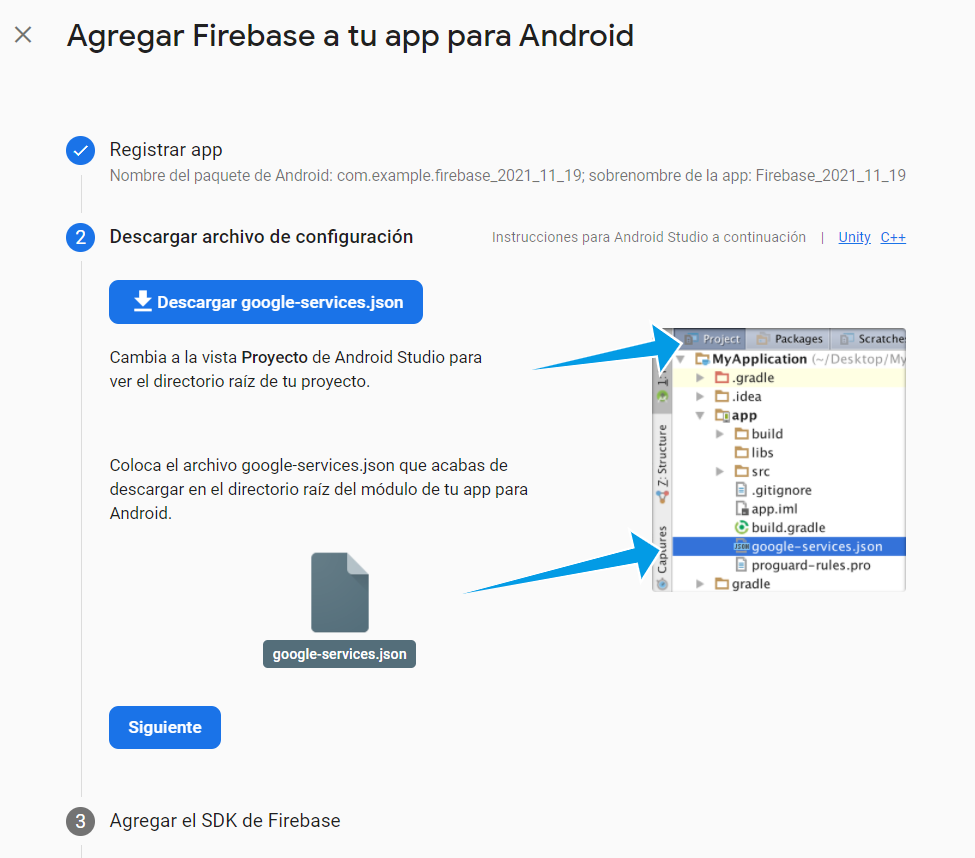 Agregar Firebase a tu app para Android
Registrar app
Nombre del paquete de Android: com.example.firebase_2021_11_19; sobrenombre de la app: Firebase_2021_11_19
2
Descargar archivo de configuración
Instrucciones para Android Studio a continuación | Unity C++
Descargar google-services.json
Cambia a la vista Proyecto de Android Studio para
ver el directorio raíz de tu proyecto.
Coloca el archivo google-services.json que acabas de
descargar en el directorio raíz del módulo de tu app para
Android.
google-services.json
Siguiente
Project Packages Scratche
MyApplication (~/Desktop/My
.gradle
.idea
app
build
libs
src
.gitignore
app.iml
build.gradle
google-services.json
proguard-rules.pro
gradle
1:
Z: Structure
Captures
3
Agregar el SDK de Firebase